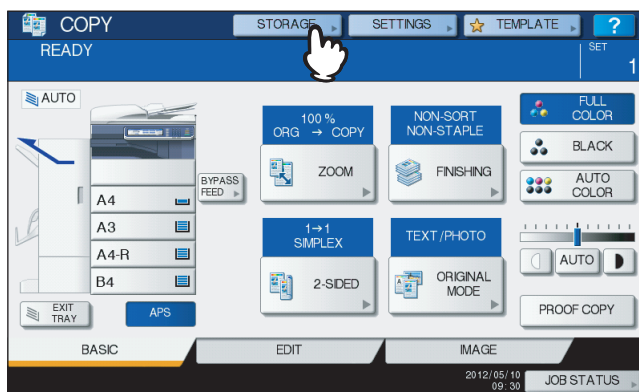 COPY
STORAGE
SETTINGS
TEMPLATE
?
READY
SET
1
AUTO
BYPASS
FEED
A4
A3
A4-R
B4
EXIT
TRAY
APS
100 %
ORG → COPY
ZOOM
NON-SORT
NON-STAPLE
FINISHING
1→1
SIMPLEX
2-SIDED
TEXT/PHOTO
ORIGINAL
MODE
FULL
COLOR
BLACK
AUTO
COLOR
AUTO
PROOF COPY
BASIC
EDIT
IMAGE
2012/05/10
09:30
JOB STATUS